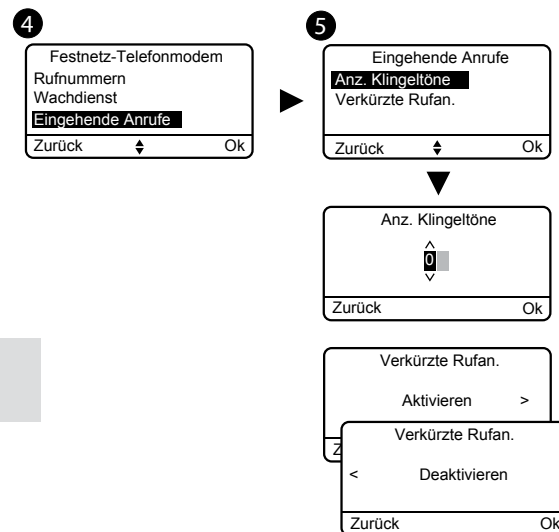 4
Festnetz-Telefonmodem
Rufnummern
Wachdienst
Eingehende Anrufe
Zurück Ok
5
Eingehende Anrufe
Anz. Klingeltöne
Verkürzte Rufan.
Zurück Ok
Anz. Klingeltöne
0
Zurück Ok
Verkürzte Rufan.
Aktivieren >
Z
Verkürzte Rufan.
< Deaktivieren
Zurück Ok